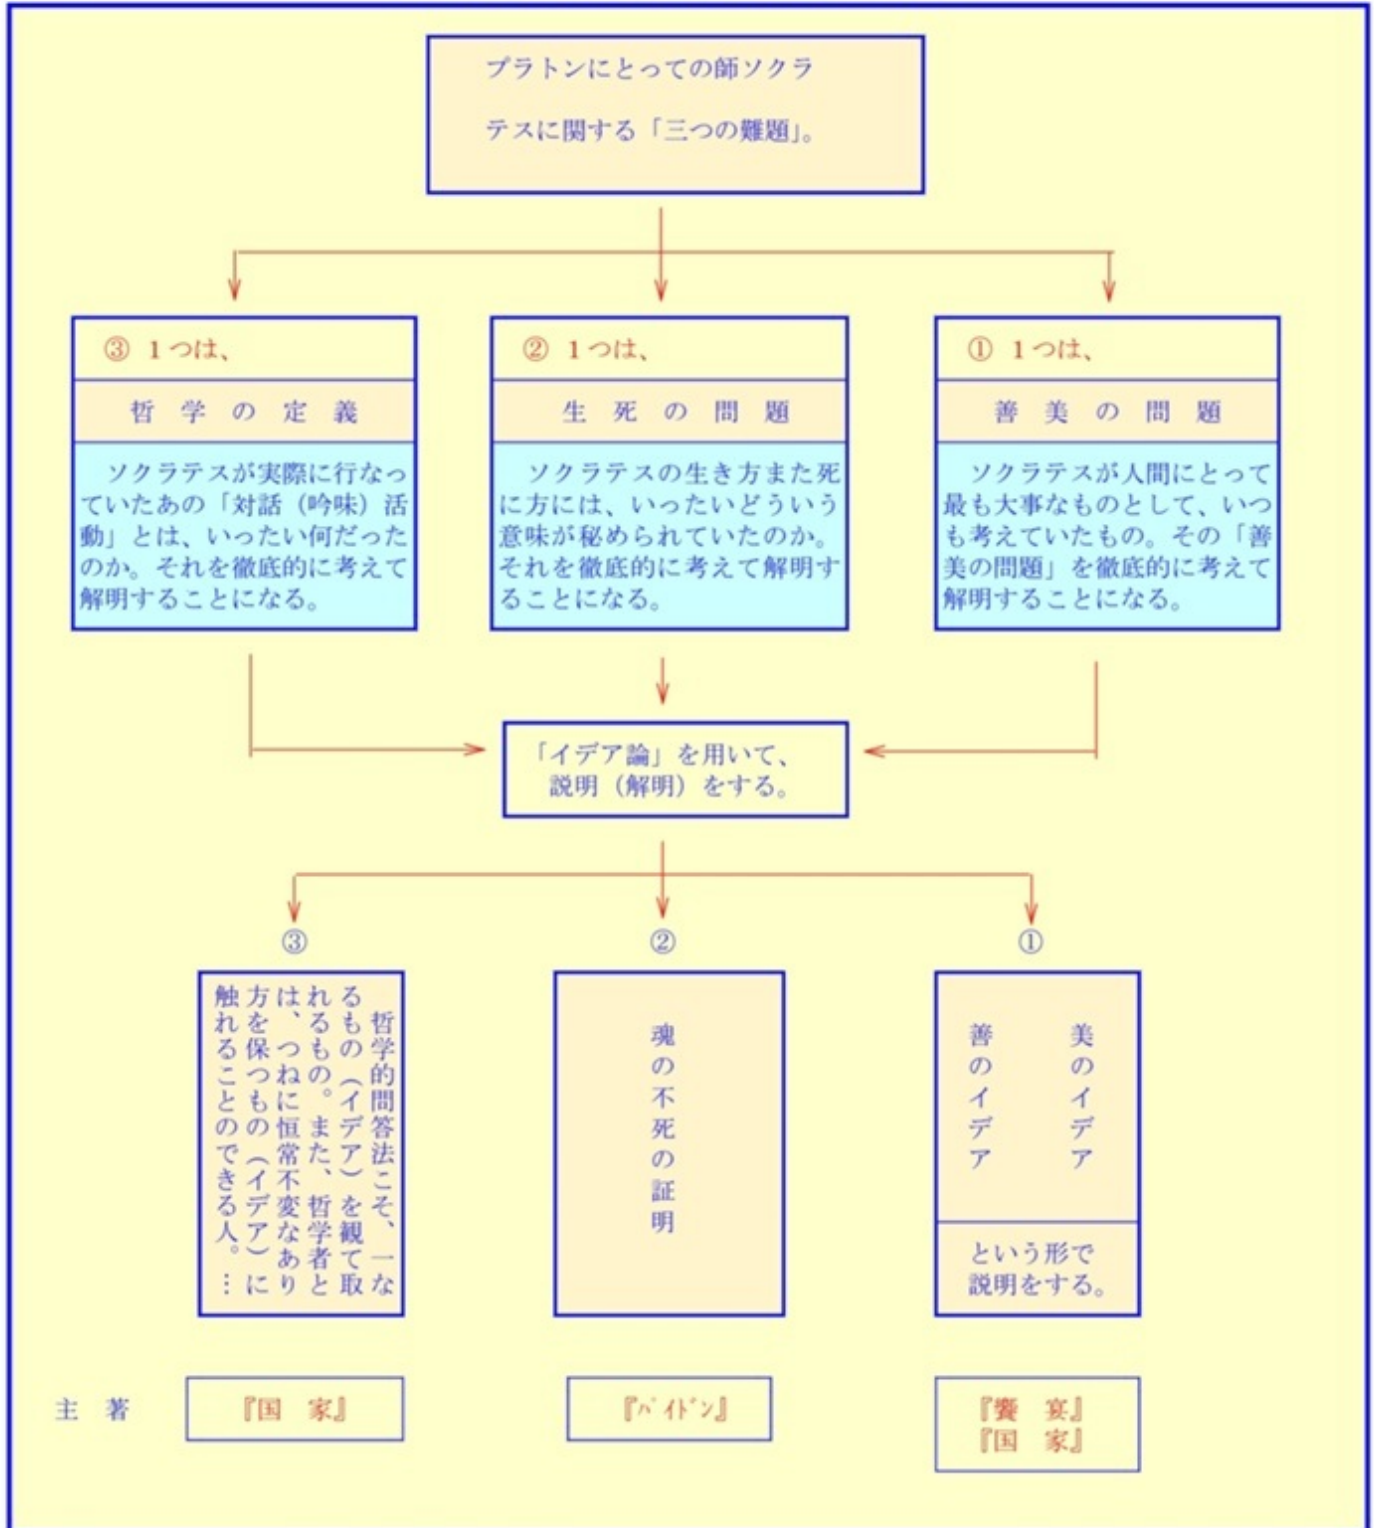 プラトンにとっての師ソクラ
テスに関する「三つの難題」。
③ 1つは、
哲 学 の 定 義
ソクラテスが実際に行なっ
ていたあの「対話（吟味）活
動」とは、いったい何だった
のか。それを徹底的に考えて
解明することになる。
② 1つは、
生 死 の 問 題
ソクラテスの生き方また死
に方には、いったいどういう
意味が秘められていたのか。
それを徹底的に考えて解明す
ることになる。
① 1つは、
善 美 の 問 題
ソクラテスが人間にとって
最も大事なものとして、いつ
も考えていたもの。その「善
美の問題」を徹底的に考えて
解明することになる。
「イデア論」を用いて、
説明（解明）をする。
③
哲学的問答法こそ、一な
るもの（イデア）を観て取
れるもの。また、哲学者と
は、つねに恒常不変なあり
方を保つもの（イデア）に
触れることのできる人。…
②
魂の不死の証明
①
美のイデア
善のイデア
という形で
説明をする。
主 著
『国 家』
『ﾊﾟｲﾄﾞﾝ』
『饗 宴』
『国 家』